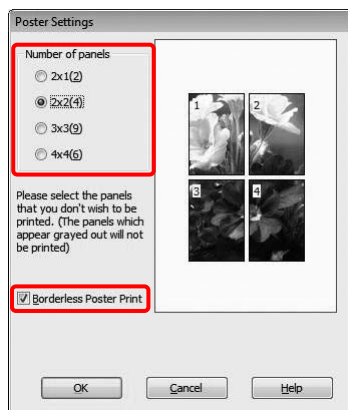 Poster Settings
Number of panels
2x1(2)
2x2(4)
3x3(9)
4x4(6)
1
2
3
4
Please select the panels
that you don't wish to be
printed. (The panels which
appear grayed out will not
be printed)
Borderless Poster Print
OK
Cancel
Help